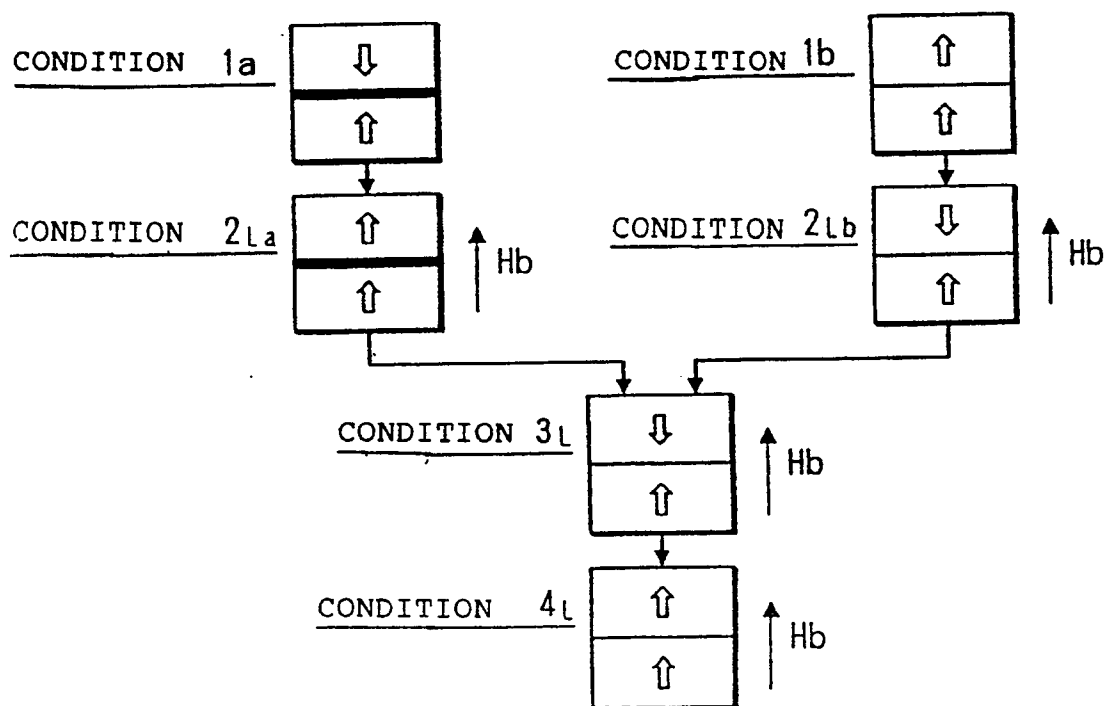 CONDITION 1a
CONDITION 1b
CONDITION 2La
Hb
CONDITION 2Lb
Hb
CONDITION 3L
Hb
CONDITION 4L
Hb